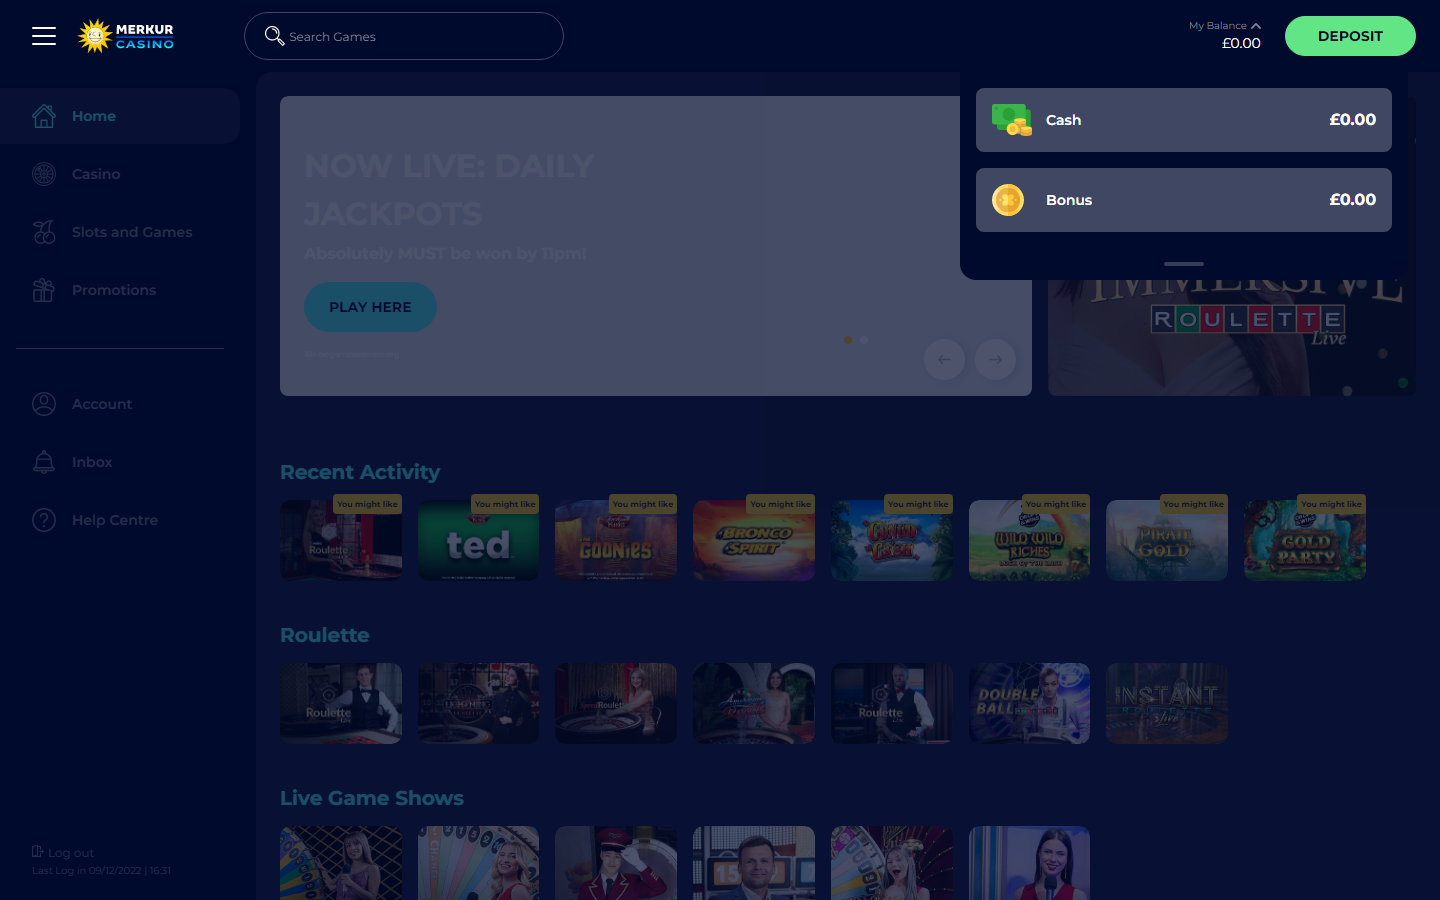 MERKUR
CASINO
Search Games
My Balance
£0.00
DEPOSIT
Home
Casino
Slots and Games
Promotions
Account
Inbox
Help Centre
Log out
Last Log in 09/12/2022 | 16:31
Cash
£0.00
Bonus
£0.00
NOW LIVE: DAILY
JACKPOTS
Absolutely MUST be won by 11pm!
PLAY HERE
IMMERSIVE
ROULETTE
Live
Recent Activity
You might like
You might like
You might like
You might like
You might like
You might like
You might like
You might like
Roulette
ted
GOONIES
BRONCO
SPIRIT
CONGO
CASH
WILD WILD
RICHES
PIRATE
GOLD
GOLD
PARTY
Roulette
Roulette
LIGHTNING
Roulette
American
Roulette
Roulette
DOUBLE
BALL
INSTANT
Live Game Shows